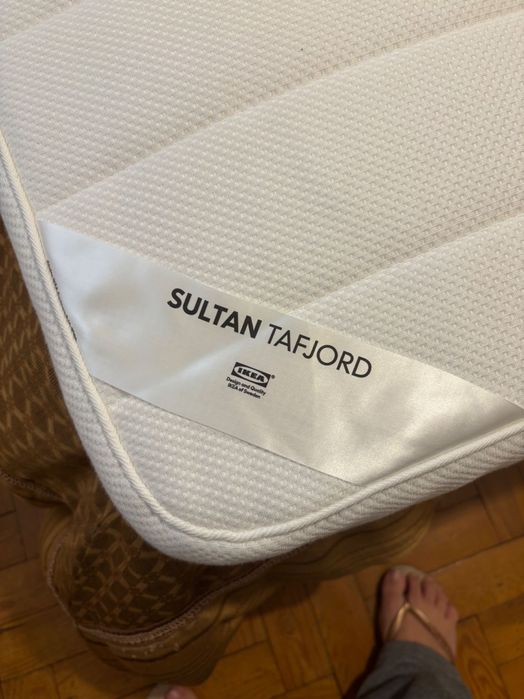 SULTAN TAFJORD
IKEA
Design and Quality
IKEA of Sweden